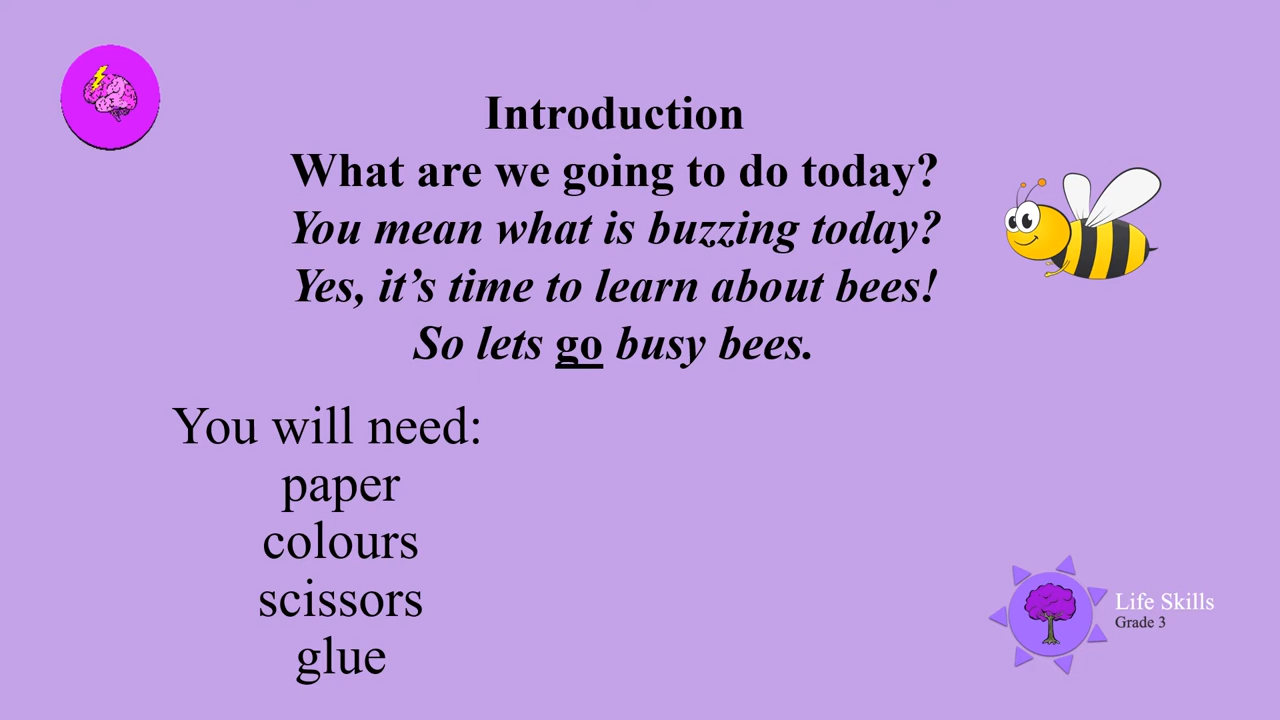 Introduction
What are we going to do today?
You mean what is buzzing today?
Yes, it’s time to learn about bees!
So lets go busy bees.
You will need:
paper
colours
scissors
glue
Life Skills
Grade 3